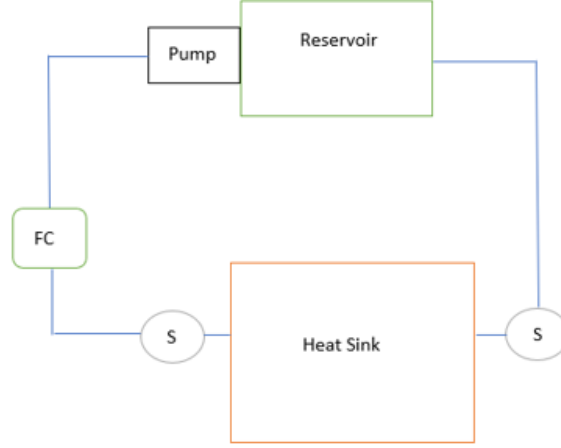 Reservoir
Pump
FC
S
Heat Sink
S